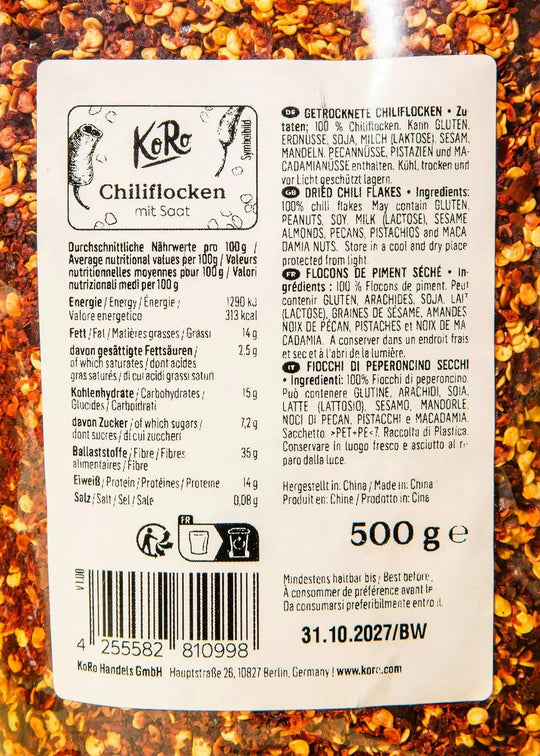 KoRo
Symbolbild
Chiliflocken
mit Saat
Durchschnittliche Nährwerte pro 100g /
Average nutritional values per 100g/ Valeurs
nutritionnelles moyennes pour 100g / Valori
nutrizionali medi per 100 g
Energie / Energy / Énergie / 1290 kJ
Valore energetico 313 kcal
Fett / Fat / Matières grasses / Grassi 14 g
davon gesättigte Fettsäuren / 2,5 g
of which saturates / dont acides
gras saturés / di cui acidi grassi saturi
Kohlenhydrate / Carbohydrates / 15 g
Glucides / Carboidrati
davon Zucker / of which sugars / 7,2 g
dont sucres / di cui zuccheri
Ballaststoffe / Fibre / Fibres 35 g
alimentaires / Fibre
Eiweiß / Protein / Protéines / Proteine 14 g
Salz / Salt / Sel / Sale 0,08 g
FR
V1.00
4 255582 810998
DE GETROCKNETE CHILIFLOCKEN • Zu
taten: 100 % Chiliflocken. Kann GLUTEN,
ERDNÜSSE, SOJA, MILCH (LAKTOSE), SESAM,
MANDELN, PECANNÜSSE, PISTAZIEN und MA-
CADAMIANÜSSE enthalten. Kühl, trocken und
vor Licht geschützt lagern.
GB DRIED CHILI FLAKES • Ingredients:
100% chili flakes May contain GLUTEN,
PEANUTS, SOY, MILK (LACTOSE), SESAME
ALMONDS, PECANS, PISTACHIOS and MACA
DAMIA NUTS. Store in a cool and dry place
protected from light.
FR FLOCONS DE PIMENT SÉCHÉ • In-
grédients : 100 % Flocons de piment. Peut
contenir GLUTEN, ARACHIDES, SOJA, LAIT
(LACTOSE), GRAINES DE SÉSAME, AMANDES
NOIX DE PÉCAN, PISTACHES et NOIX DE MA
CADAMIA. À conserver dans un endroit frais
et sec et à l'abri de la lumière.
IT FIOCCHI DI PEPERONCINO SECCHI
• Ingredienti: 100% Fiocchi di peperoncino.
Può contenere GLUTINE, ARACHIDI, SOIA,
LATTE (LATTOSIO), SESAMO, MANDORLE,
NOCI DI PECAN, PISTACCHI e MACADAMIA.
Sacchetto >PET+PE<7. Raccolta di Plastica.
Conservare in luogo fresco e asciutto al ri-
paro dalla luce.
Hergestellt in: China / Made in: China
Produit en: Chine / Prodotto in: Cina
500 g e
Mindestens haltbar bis / Best before /
À consommer de préférence avant le
Da consumarsi preferibilmente entro il
31.10.2027/BW
KoRo Handels GmbH Hauptstraße 26, 10827 Berlin, Germany | www.koro.com